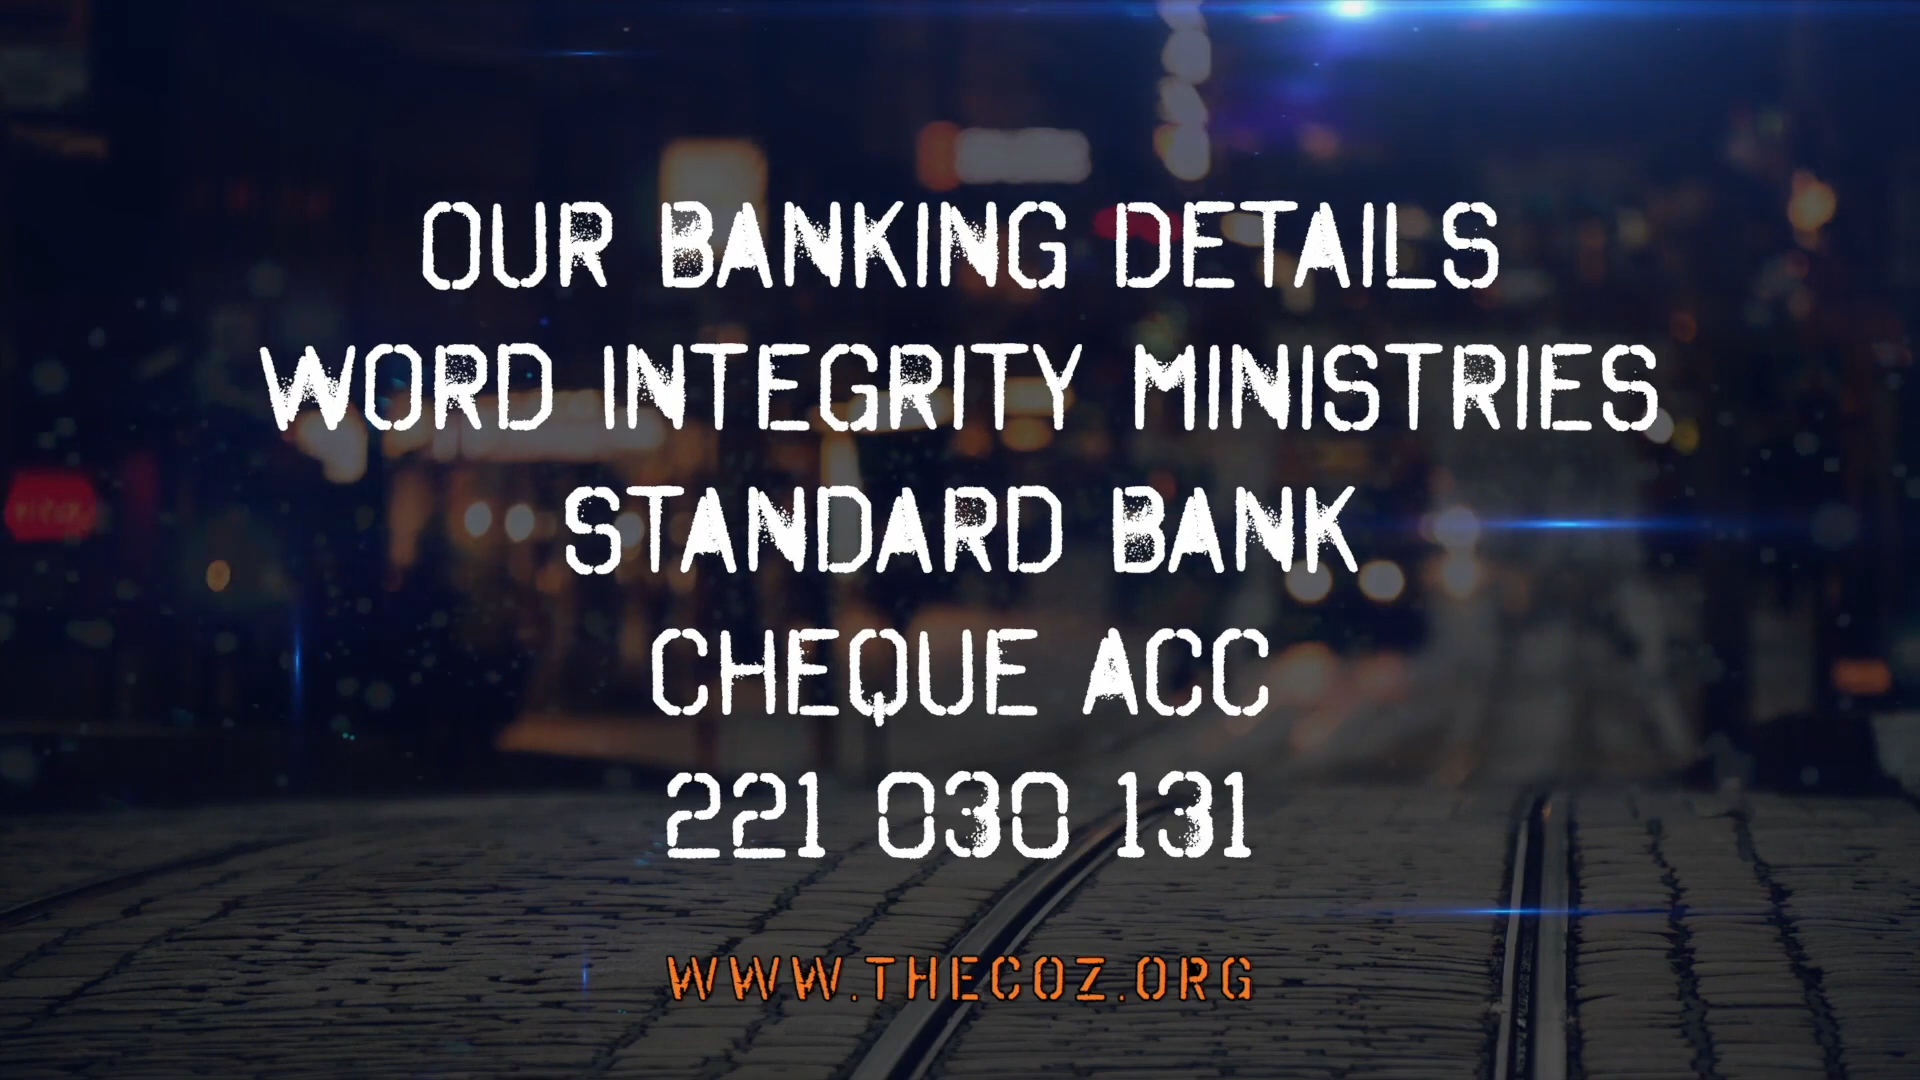 OUR BANKING DETAILS
WORD INTEGRITY MINISTRIES
STANDARD BANK
CHEQUE ACC
221 030 131
WWW.THECOZ.ORG